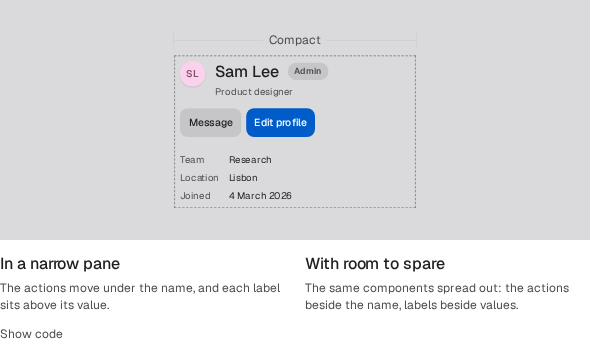 Compact
SL
Sam Lee Admin
Product designer
Message Edit profile
Team Research
Location Lisbon
Joined 4 March 2026
In a narrow pane
The actions move under the name, and each label
sits above its value.
Show code
With room to spare
The same components spread out: the actions
beside the name, labels beside values.